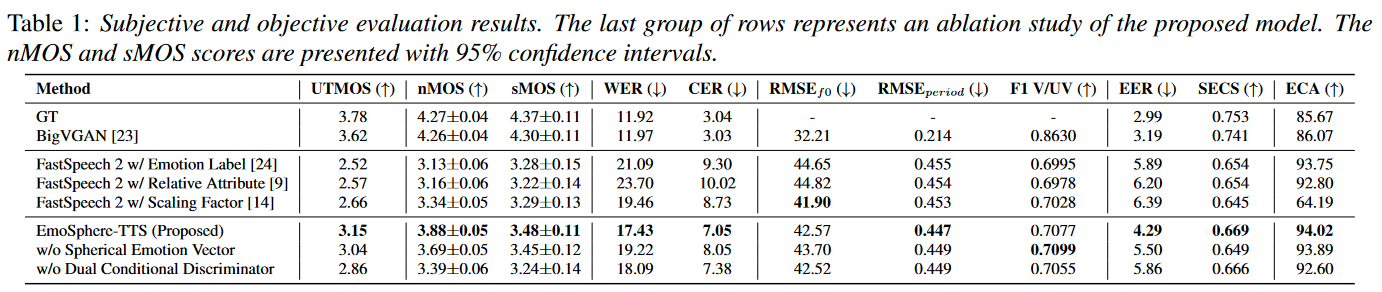 Table 1: Subjective and objective evaluation results. The last group of rows represents an ablation study of the proposed model. The
nMOS and sMOS scores are presented with 95% confidence intervals.
Method UTMOS (↑) nMOS (↑) sMOS (↑) WER (↓) CER (↓) RMSE_f0 (↓) RMSE_period (↓) F1 V/UV (↑) EER (↓) SECS (↑) ECA (↑)
GT 3.78 4.27±0.04 4.37±0.11 11.92 3.04 - - - 2.99 0.753 85.67
BigVGAN [23] 3.62 4.26±0.04 4.30±0.11 11.97 3.03 32.21 0.214 0.8630 3.19 0.741 86.07
FastSpeech 2 w/ Emotion Label [24] 2.52 3.13±0.06 3.28±0.15 21.09 9.30 44.65 0.455 0.6995 5.89 0.654 93.75
FastSpeech 2 w/ Relative Attribute [9] 2.57 3.16±0.06 3.22±0.14 23.70 10.02 44.82 0.454 0.6978 6.20 0.654 92.80
FastSpeech 2 w/ Scaling Factor [14] 2.66 3.34±0.05 3.29±0.13 19.46 8.73 41.90 0.453 0.7028 6.39 0.645 64.19
EmoSphere-TTS (Proposed) 3.15 3.88±0.05 3.48±0.11 17.43 7.05 42.57 0.447 0.7077 4.29 0.669 94.02
w/o Spherical Emotion Vector 3.04 3.69±0.05 3.45±0.12 19.22 8.05 43.70 0.449 0.7099 5.50 0.649 93.89
w/o Dual Conditional Discriminator 2.86 3.39±0.06 3.24±0.14 18.09 7.38 42.52 0.449 0.7055 5.86 0.666 92.60